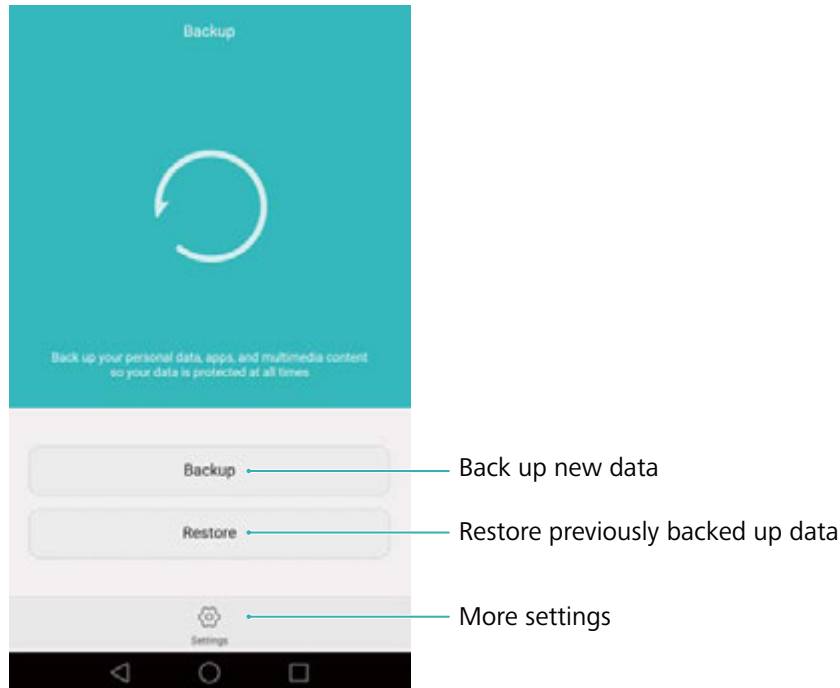 Backup
Back up your personal data, apps, and multimedia content
so your data is protected at all times
Backup
Back up new data
Restore
Restore previously backed up data
Settings
More settings